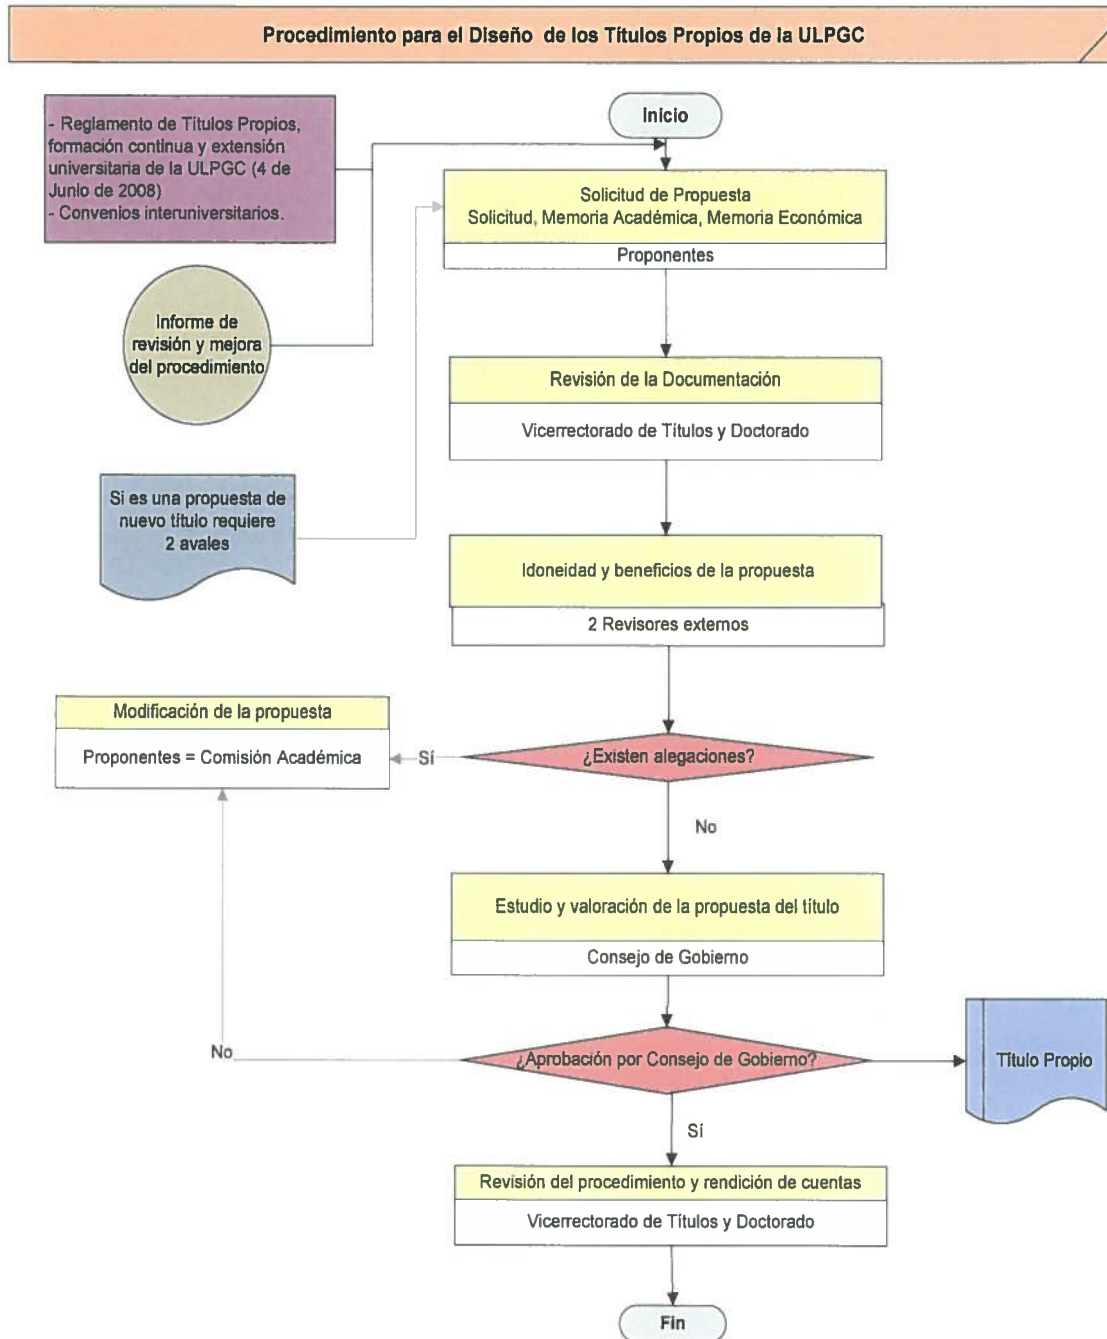 Procedimiento para el Diseño de los Títulos Propios de la ULPGC
Inicio
- Reglamento de Títulos Propios,
formación continua y extensión
universitaria de la ULPGC (4 de
Junio de 2008)
- Convenios interuniversitarios.
Solicitud de Propuesta
Solicitud, Memoria Académica, Memoria Económica
Proponentes
Informe de
revisión y mejora
del procedimiento
Revisión de la Documentación
Vicerrectorado de Títulos y Doctorado
Si es una propuesta de
nuevo título requiere
2 avales
Idoneidad y beneficios de la propuesta
2 Revisores externos
Modificación de la propuesta
Proponentes = Comisión Académica
Sí
¿Existen alegaciones?
No
Estudio y valoración de la propuesta del título
Consejo de Gobierno
No
¿Aprobación por Consejo de Gobierno?
Título Propio
Sí
Revisión del procedimiento y rendición de cuentas
Vicerrectorado de Títulos y Doctorado
Fin